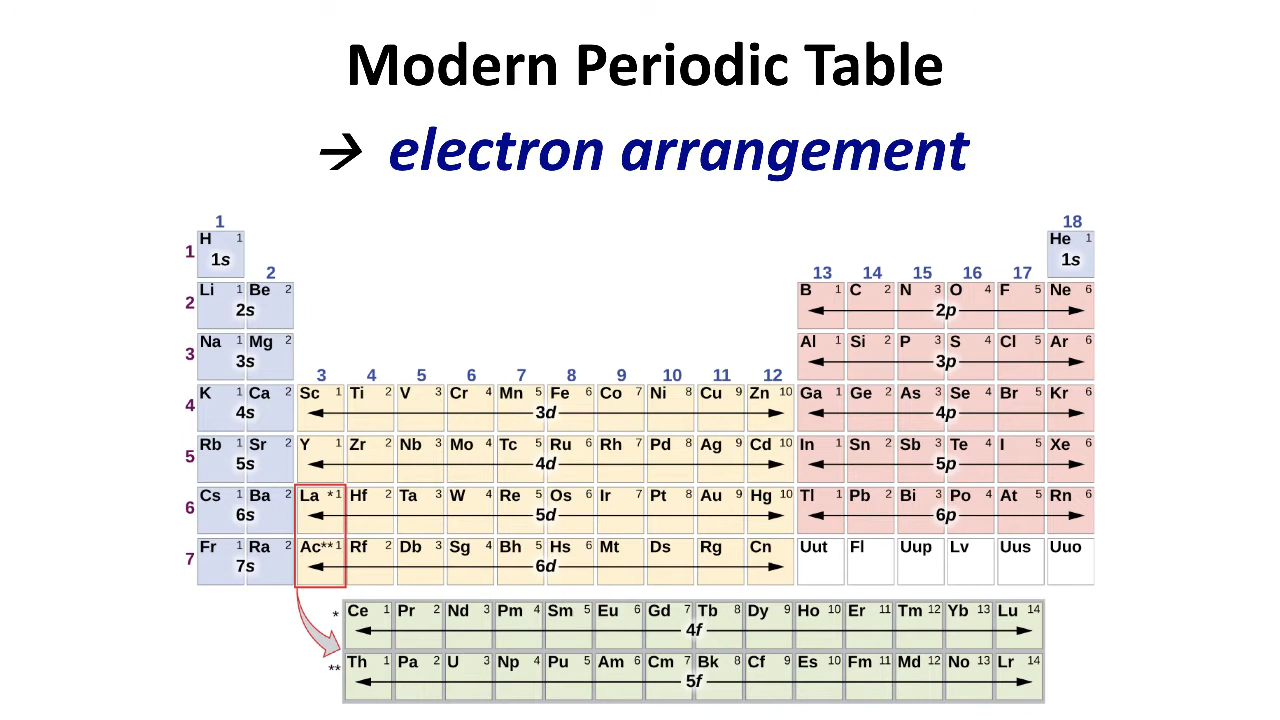 Modern Periodic Table
→ electron arrangement
1 18
1 H 1 He 1
1s 1s
2 13 14 15 16 17
2 Li 1 Be 2 B 1 C 2 N 3 O 4 F 5 Ne 6
2s 2p
3 Na 1 Mg 2 Al 1 Si 2 P 3 S 4 Cl 5 Ar 6
3s 3p
3 4 5 6 7 8 9 10 11 12
4 K 1 Ca 2 Sc 1 Ti 2 V 3 Cr 4 Mn 5 Fe 6 Co 7 Ni 8 Cu 9 Zn 10 Ga 1 Ge 2 As 3 Se 4 Br 5 Kr 6
4s 3d 4p
5 Rb 1 Sr 2 Y 1 Zr 2 Nb 3 Mo 4 Tc 5 Ru 6 Rh 7 Pd 8 Ag 9 Cd 10 In 1 Sn 2 Sb 3 Te 4 I 5 Xe 6
5s 4d 5p
6 Cs 1 Ba 2 La *1 Hf 2 Ta 3 W 4 Re 5 Os 6 Ir 7 Pt 8 Au 9 Hg 10 Tl 1 Pb 2 Bi 3 Po 4 At 5 Rn 6
6s 5d 6p
7 Fr 1 Ra 2 Ac**1 Rf 2 Db 3 Sg 4 Bh 5 Hs 6 Mt Ds Rg Cn Uut Fl Uup Lv Uus Uuo
7s 6d
* Ce 1 Pr 2 Nd 3 Pm 4 Sm 5 Eu 6 Gd 7 Tb 8 Dy 9 Ho 10 Er 11 Tm 12 Yb 13 Lu 14
4f
** Th 1 Pa 2 U 3 Np 4 Pu 5 Am 6 Cm 7 Bk 8 Cf 9 Es 10 Fm 11 Md 12 No 13 Lr 14
5f